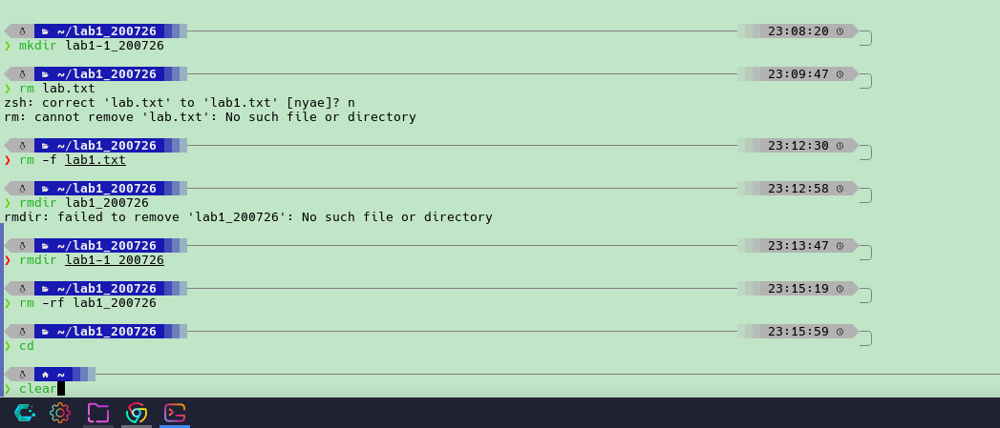 ~/lab1_200726 23:08:20
❯ mkdir lab1-1_200726
~/lab1_200726 23:09:47
❯ rm lab.txt
zsh: correct 'lab.txt' to 'lab1.txt' [nyae]? n
rm: cannot remove 'lab.txt': No such file or directory
~/lab1_200726 23:12:30
❯ rm -f lab1.txt
~/lab1_200726 23:12:58
❯ rmdir lab1_200726
rmdir: failed to remove 'lab1_200726': No such file or directory
~/lab1_200726 23:13:47
❯ rmdir lab1-1_200726
~/lab1_200726 23:15:19
❯ rm -rf lab1_200726
~/lab1_200726 23:15:59
❯ cd
~
❯ clear